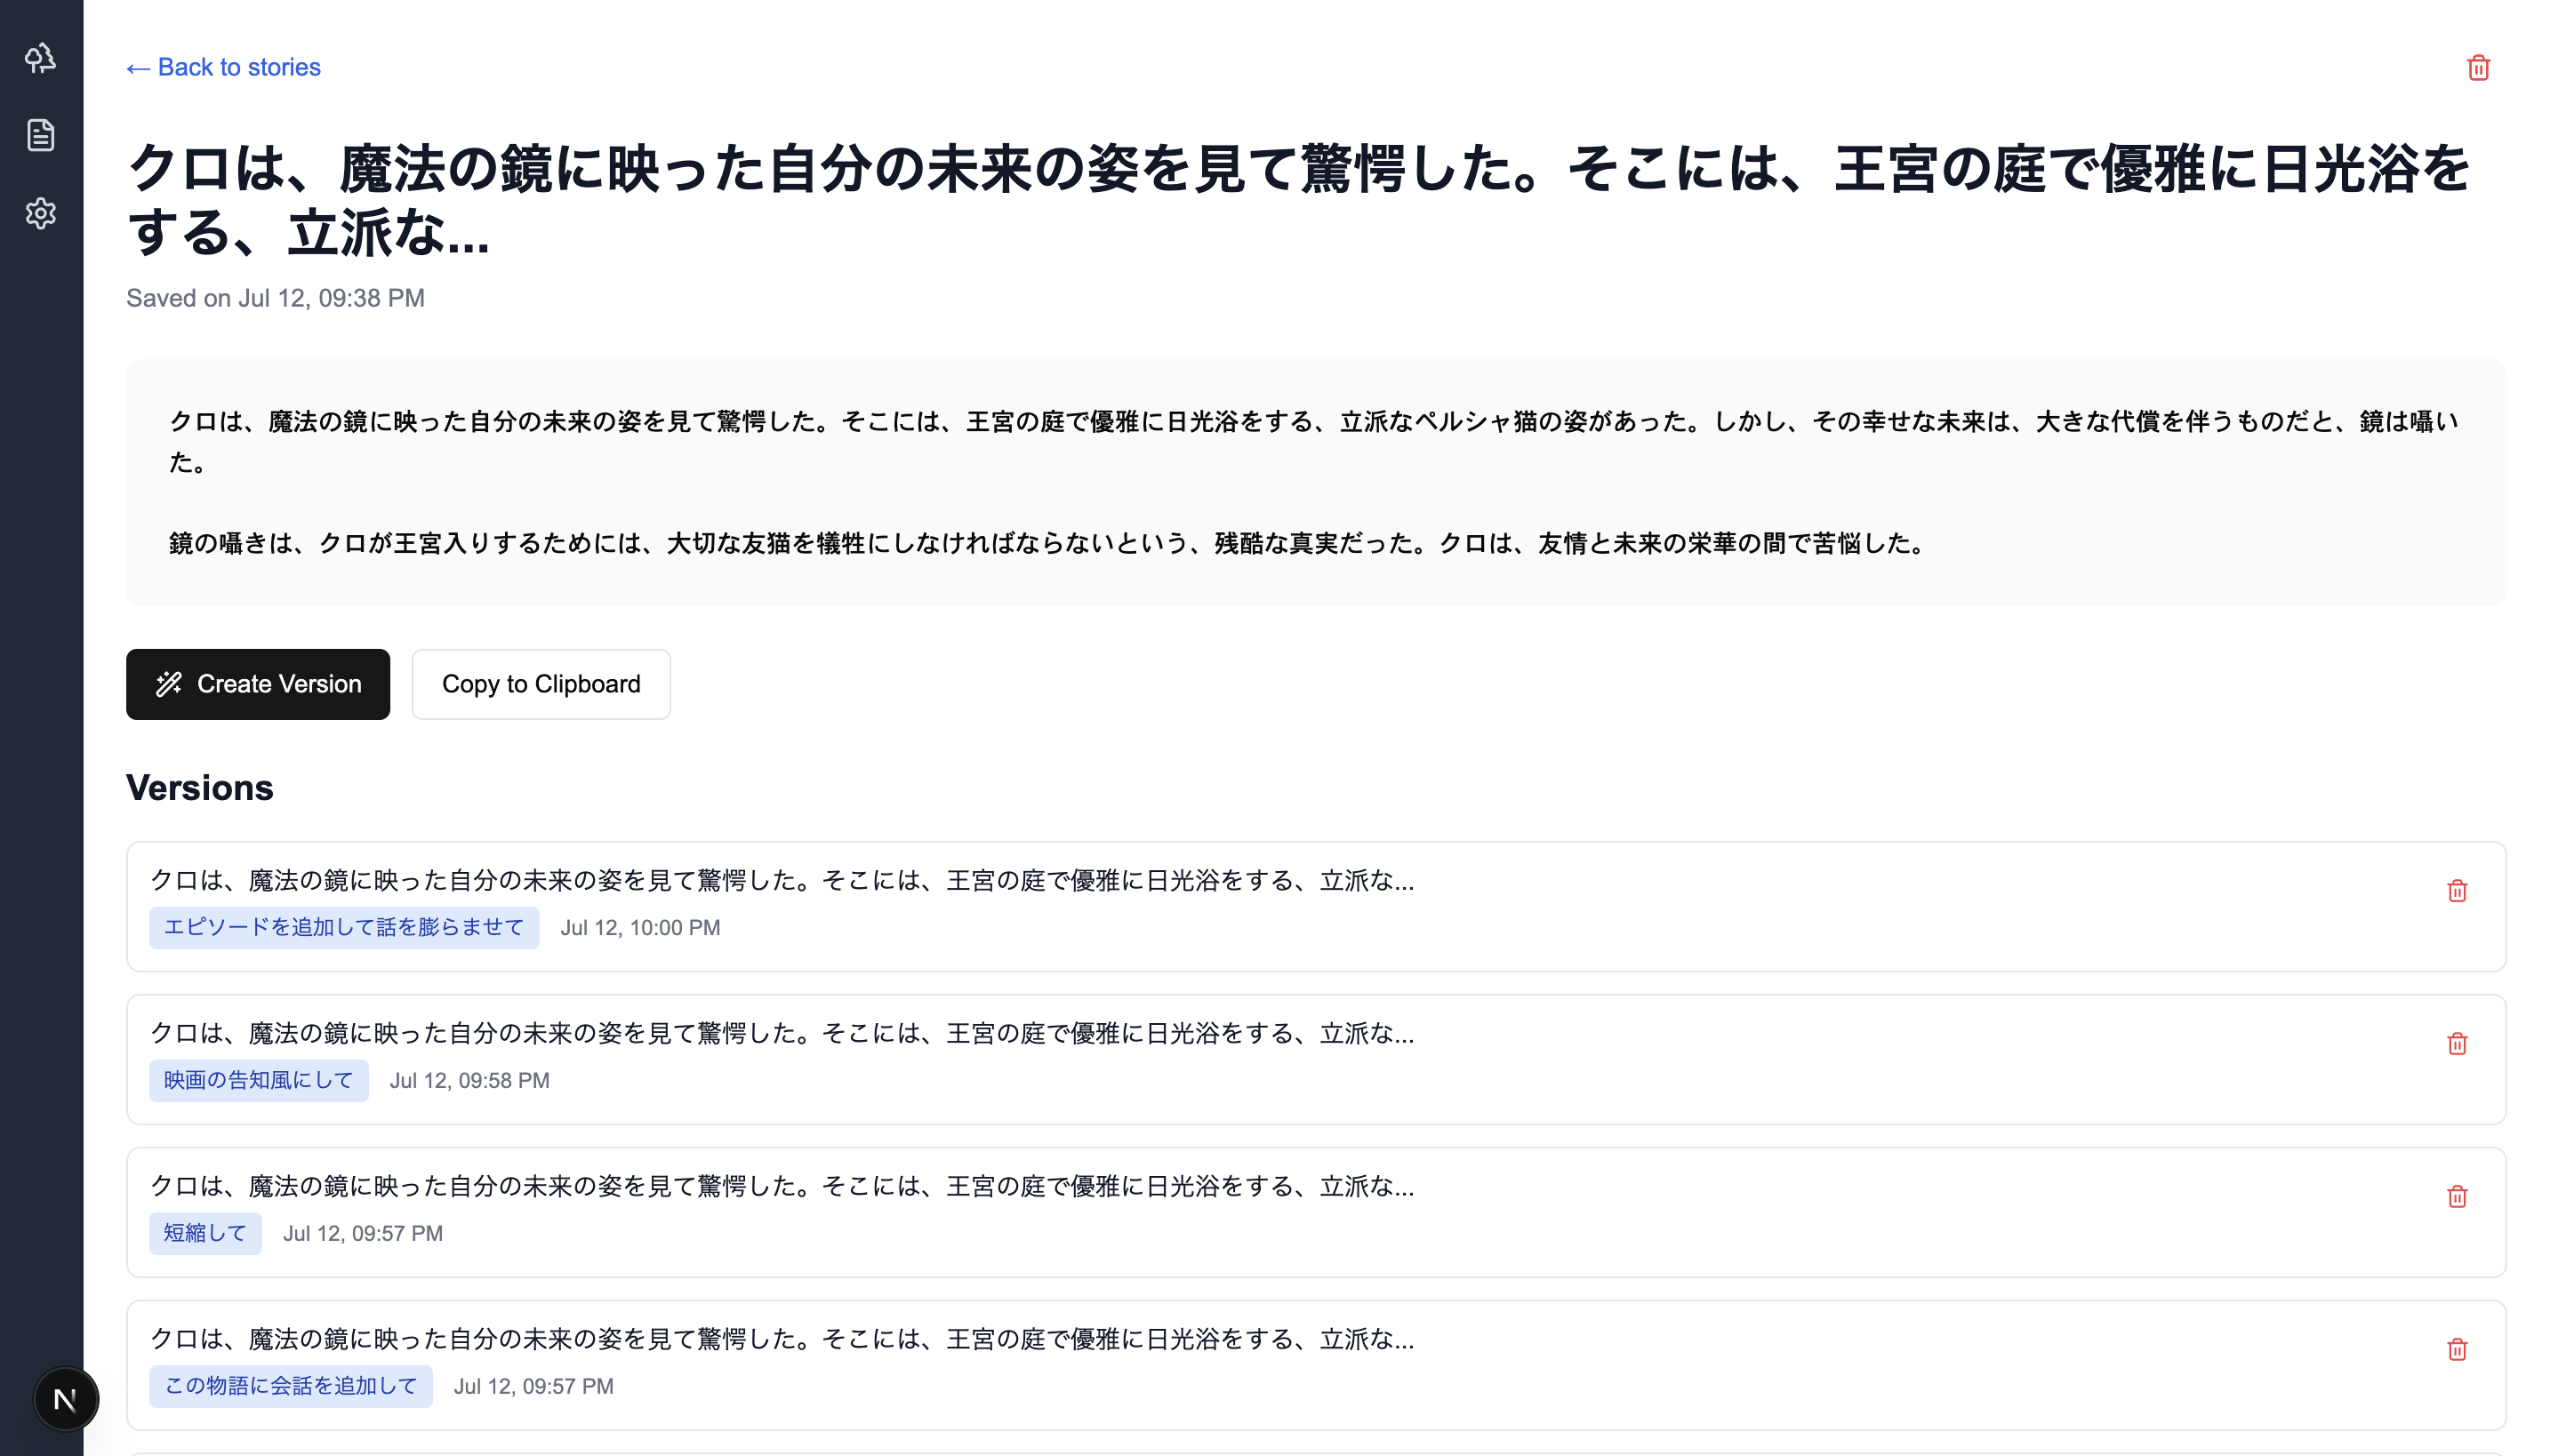 ← Back to stories
クロは、魔法の鏡に映った自分の未来の姿を見て驚愕した。そこには、王宮の庭で優雅に日光浴を
する、立派な...
Saved on Jul 12, 09:38 PM
クロは、魔法の鏡に映った自分の未来の姿を見て驚愕した。そこには、王宮の庭で優雅に日光浴をする、立派なペルシャ猫の姿があった。しかし、その幸せな未来は、大きな代償を伴うものだと、鏡は囁い
た。
鏡の囁きは、クロが王宮入りするためには、大切な友猫を犠牲にしなければならないという、残酷な真実だった。クロは、友情と未来の栄華の間で苦悩した。
Create Version
Copy to Clipboard
Versions
クロは、魔法の鏡に映った自分の未来の姿を見て驚愕した。そこには、王宮の庭で優雅に日光浴をする、立派な...
エピソードを追加して話を膨らませて Jul 12, 10:00 PM
クロは、魔法の鏡に映った自分の未来の姿を見て驚愕した。そこには、王宮の庭で優雅に日光浴をする、立派な...
映画の告知風にして Jul 12, 09:58 PM
クロは、魔法の鏡に映った自分の未来の姿を見て驚愕した。そこには、王宮の庭で優雅に日光浴をする、立派な...
短縮して Jul 12, 09:57 PM
クロは、魔法の鏡に映った自分の未来の姿を見て驚愕した。そこには、王宮の庭で優雅に日光浴をする、立派な...
この物語に会話を追加して Jul 12, 09:57 PM
N